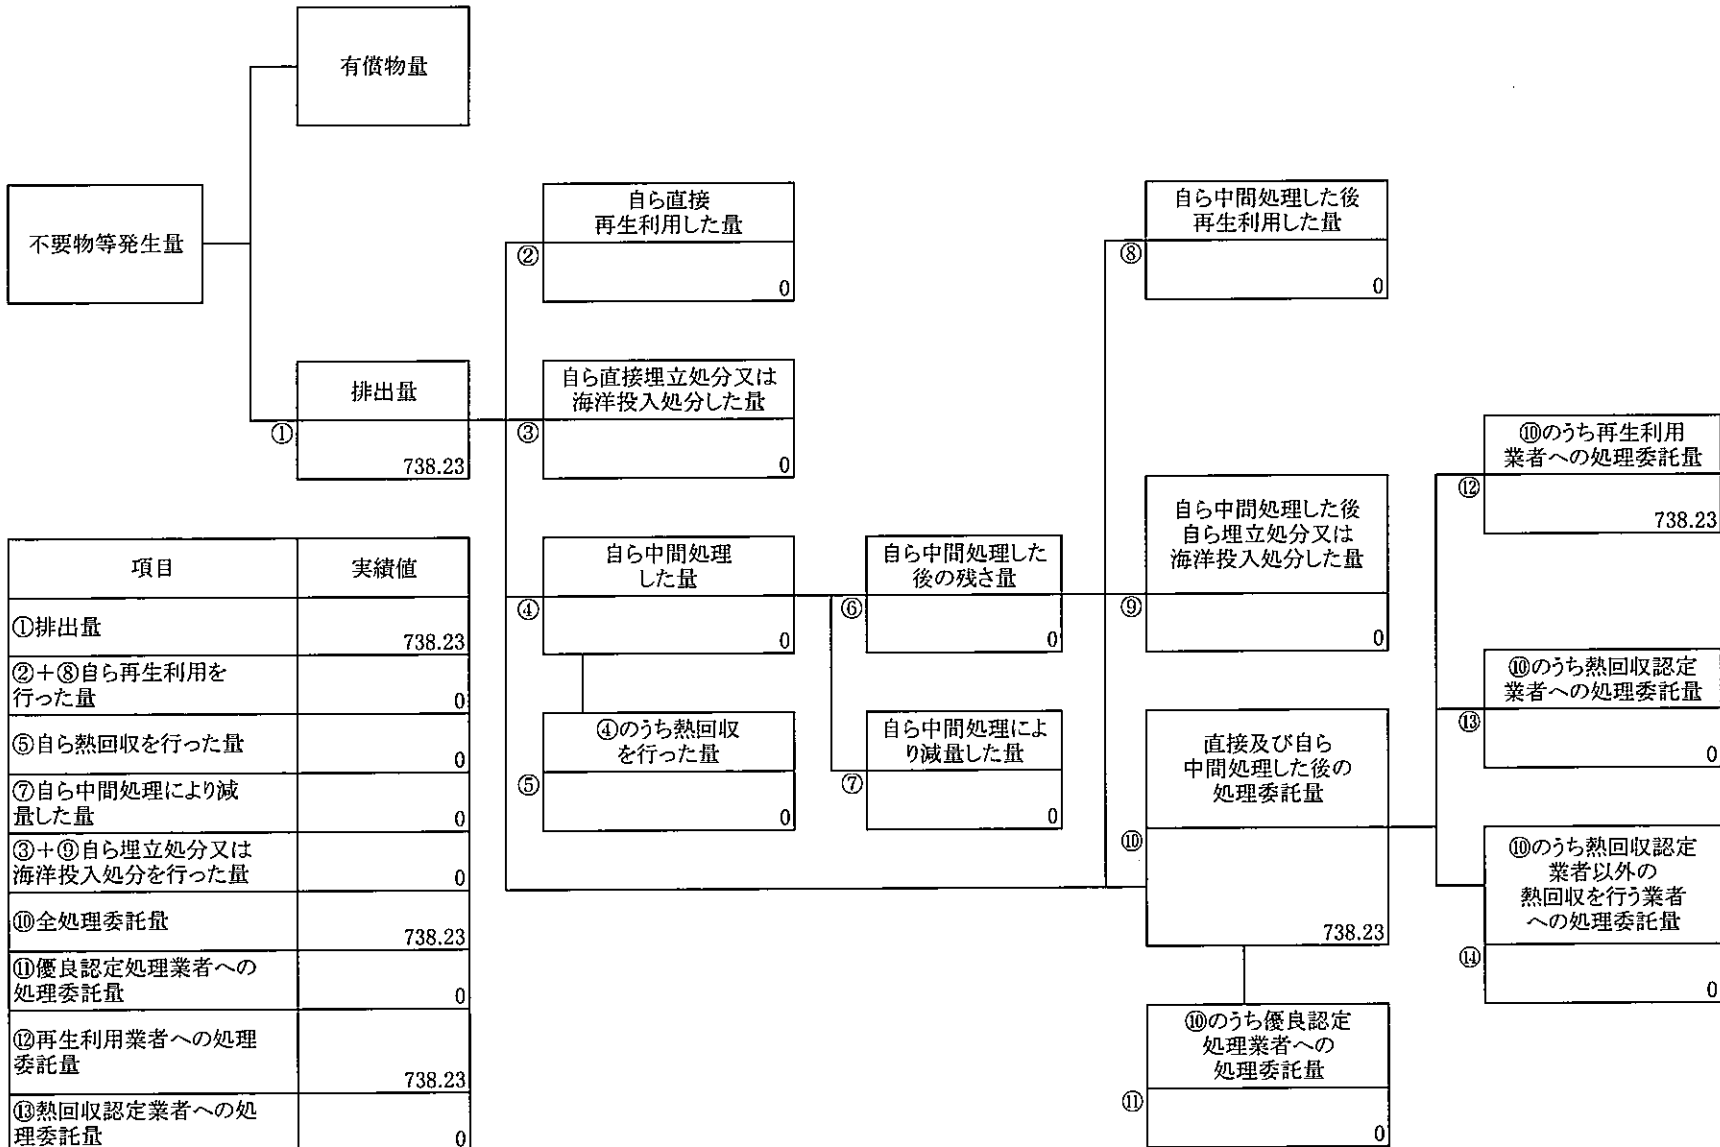 有償物量
不要物等発生量
排出量
①
738.23
自ら直接
再生利用した量
②
0
自ら直接埋立処分又は
海洋投入処分した量
③
0
自ら中間処理
した量
④
0
④のうち熱回収
を行った量
⑤
0
自ら中間処理した
後の残さ量
⑥
0
自ら中間処理によ
り減量した量
⑦
0
自ら中間処理した後
再生利用した量
⑧
0
自ら中間処理した後
自ら埋立処分又は
海洋投入処分した量
⑨
0
直接及び自ら
中間処理した後の
処理委託量
⑩
738.23
⑩のうち優良認定
処理業者への
処理委託量
⑪
0
⑩のうち再生利用
業者への処理委託量
⑫
738.23
⑩のうち熱回収認定
業者への処理委託量
⑬
0
⑩のうち熱回収認定
業者以外の
熱回収を行う業者
への処理委託量
⑭
0
項目 実績値
①排出量 738.23
②+⑧自ら再生利用を
行った量 0
⑤自ら熱回収を行った量 0
⑦自ら中間処理により減
量した量 0
③+⑨自ら埋立処分又は
海洋投入処分を行った量 0
⑩全処理委託量 738.23
⑪優良認定処理業者への
処理委託量 0
⑫再生利用業者への処理
委託量 738.23
⑬熱回収認定業者への処
理委託量 0